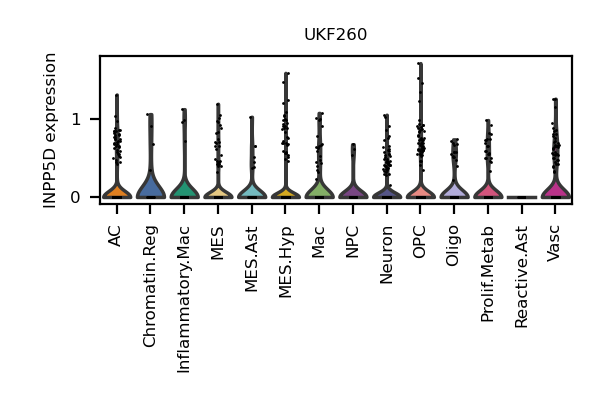 UKF260
INPP5D expression
1
0
AC
Chromatin.Reg
Inflammatory.Mac
MES
MES.Ast
MES.Hyp
Mac
NPC
Neuron
OPC
Oligo
Prolif.Metab
Reactive.Ast
Vasc